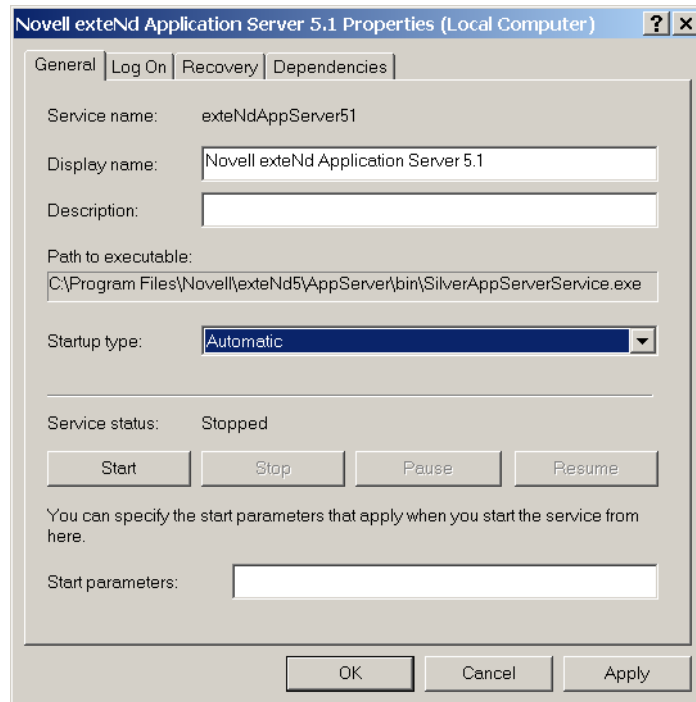 Novell exteNd Application Server 5.1 Properties (Local Computer)
General Log On Recovery Dependencies
Service name: exteNdAppServer51
Display name: Novell exteNd Application Server 5.1
Description:
Path to executable:
C:\Program Files\Novell\exteNd5\AppServer\bin\SilverAppServerService.exe
Startup type: Automatic
Service status: Stopped
Start Stop Pause Resume
You can specify the start parameters that apply when you start the service from
here.
Start parameters:
OK Cancel Apply